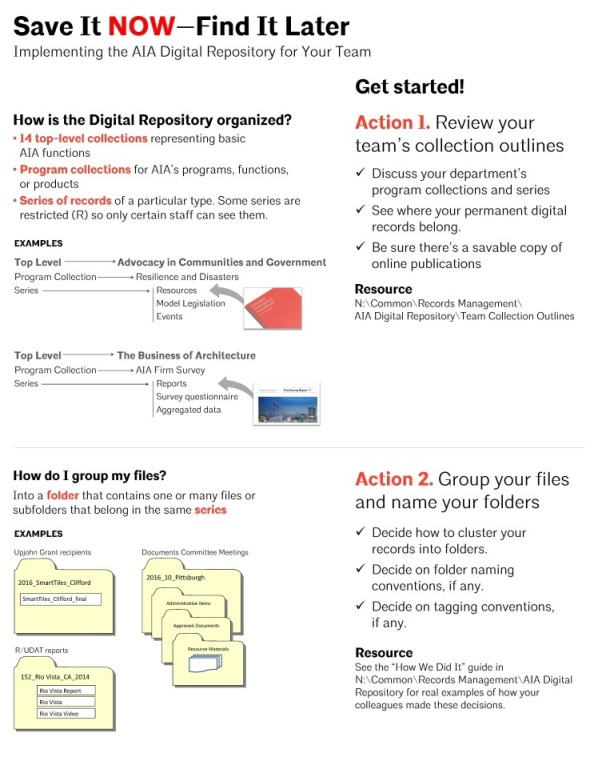 Save It NOW—Find It Later
Implementing the AIA Digital Repository for Your Team
Get started!
How is the Digital Repository organized?
• 14 top-level collections representing basic
AIA functions
• Program collections for AIA's programs, functions,
or products
• Series of records of a particular type. Some series are
restricted (R) so only certain staff can see them.
EXAMPLES
Top Level Advocacy in Communities and Government
Program Collection Resilience and Disasters
Series Resources
Model Legislation
Events
Top Level The Business of Architecture
Program Collection AIA Firm Survey
Series Reports
Survey questionnaire
Aggregated data
Action 1. Review your
team's collection outlines
✓ Discuss your department's
program collections and series
✓ See where your permanent digital
records belong.
✓ Be sure there's a savable copy of
online publications
Resource
N:\Common\Records Management\
AIA Digital Repository\Team Collection Outlines
How do I group my files?
Into a folder that contains one or many files or
subfolders that belong in the same series
EXAMPLES
Upjohn Grant recipients
2016_SmartTiles_Clifford
SmartTiles_Clifford_final
R/UDAT reports
152_Rio Vista_CA_2014
Rio Vista Report
Rio Vista
Rio Vista Video
Documents Committee Meetings
2016_10_Pittsburgh
Administrative Items
Approved Documents
Resource Materials
Action 2. Group your files
and name your folders
✓ Decide how to cluster your
records into folders.
✓ Decide on folder naming
conventions, if any.
✓ Decide on tagging conventions,
if any.
Resource
See the "How We Did It" guide in
N:\Common\Records Management\AIA Digital
Repository for real examples of how your
colleagues made these decisions.